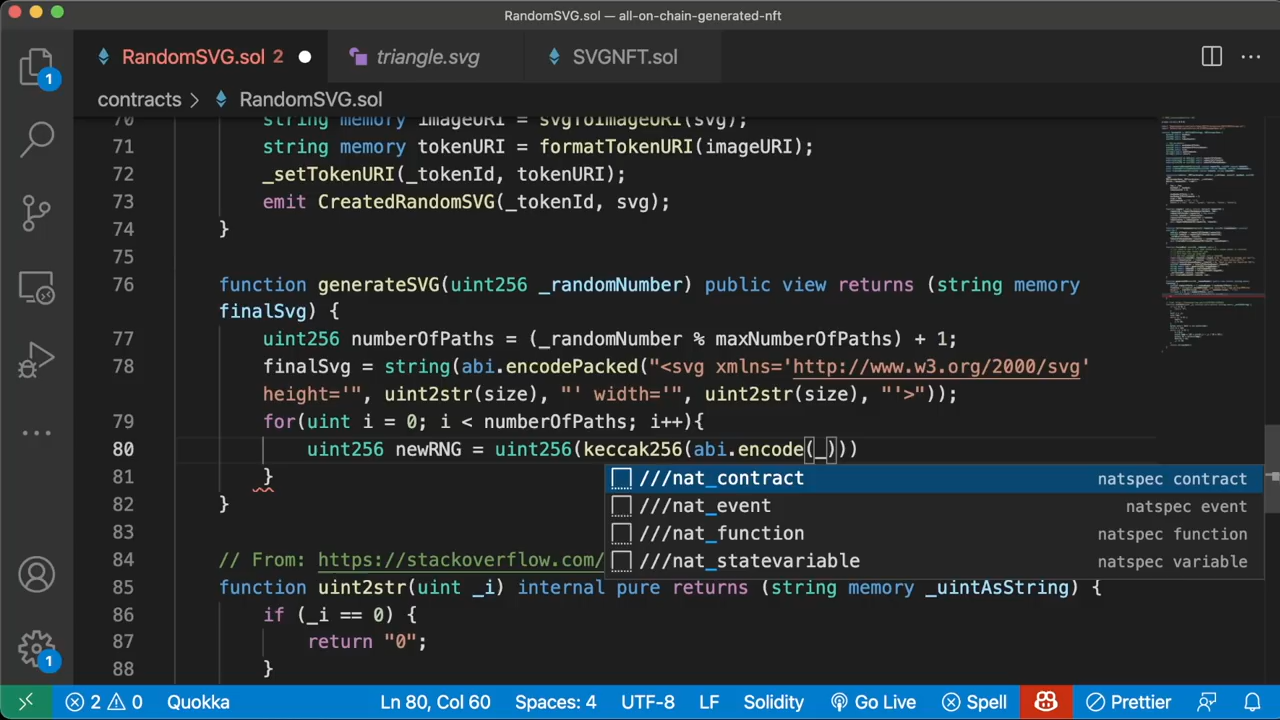 RandomSVG.sol — all-on-chain-generated-nft
RandomSVG.sol 2
triangle.svg
SVGNFT.sol
contracts > RandomSVG.sol
70 string memory imageURI = svgToImageURI(svg);
71 string memory tokenURI = formatTokenURI(imageURI);
72 _setTokenURI(_tokenId, tokenURI);
73 emit CreatedRandomSVG(_tokenId, svg);
74 }
75
76 function generateSVG(uint256 _randomNumber) public view returns (string memory
finalSvg) {
77 uint256 numberOfPaths = (_randomNumber % maxNumberOfPaths) + 1;
78 finalSvg = string(abi.encodePacked("<svg xmlns='http://www.w3.org/2000/svg'
height='", uint2str(size), "' width='", uint2str(size), "'>"));
79 for(uint i = 0; i < numberOfPaths; i++){
80 uint256 newRNG = uint256(keccak256(abi.encode(_)))
81 }
82 }
83
84 // From: https://stackoverflow.com/
85 function uint2str(uint _i) internal pure returns (string memory _uintAsString) {
86 if (_i == 0) {
87 return "0";
88 }
///nat_contract natspec contract
///nat_event natspec event
///nat_function natspec function
///nat_statevariable natspec variable
1
1
2 0 Quokka Ln 80, Col 60 Spaces: 4 UTF-8 LF Solidity Go Live Spell Prettier